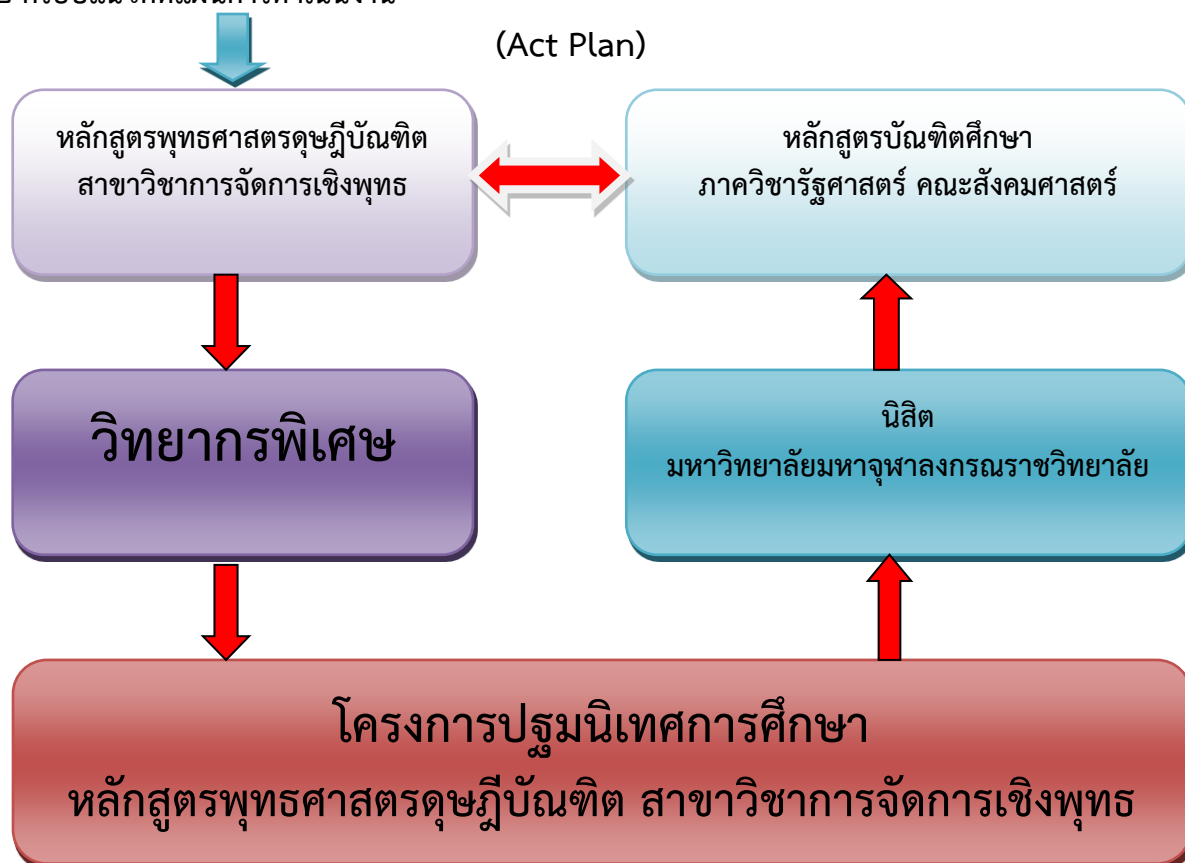 (Act Plan)
หลักสูตรพุทธศาสตรดุษฎีบัณฑิต
สาขาวิชาการจัดการเชิงพุทธ
หลักสูตรบัณฑิตศึกษา
ภาควิชารัฐศาสตร์ คณะสังคมศาสตร์
วิทยากรพิเศษ
นิสิต
มหาวิทยาลัยมหาจุฬาลงกรณราชวิทยาลัย
โครงการปฐมนิเทศการศึกษา
หลักสูตรพุทธศาสตรดุษฎีบัณฑิต สาขาวิชาการจัดการเชิงพุทธ